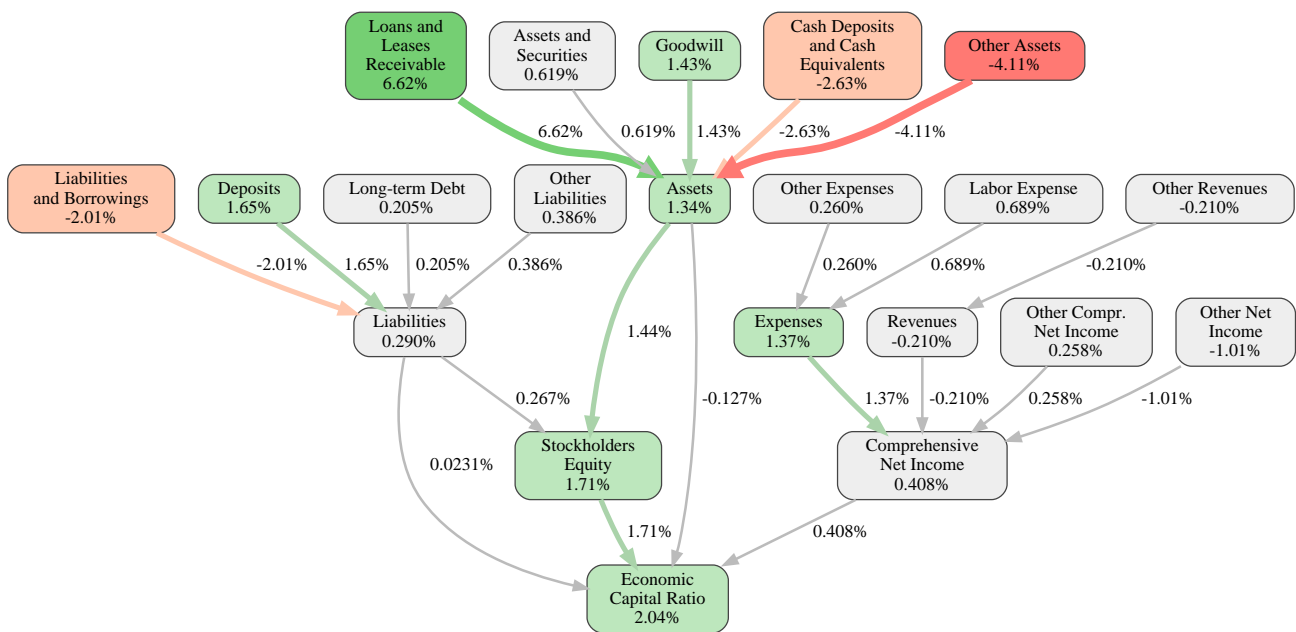 Loans and
Leases
Receivable
6.62%
Assets and
Securities
0.619%
Goodwill
1.43%
Cash Deposits
and Cash
Equivalents
-2.63%
Other Assets
-4.11%
6.62%
0.619%
1.43%
-2.63%
-4.11%
Liabilities
and Borrowings
-2.01%
Deposits
1.65%
Long-term Debt
0.205%
Other
Liabilities
0.386%
Assets
1.34%
Other Expenses
0.260%
Labor Expense
0.689%
Other Revenues
-0.210%
-2.01%
1.65%
0.205%
0.386%
0.260%
0.689%
-0.210%
Liabilities
0.290%
1.44%
Expenses
1.37%
Revenues
-0.210%
Other Compr.
Net Income
0.258%
Other Net
Income
-1.01%
0.267%
-0.127%
1.37%
-0.210%
0.258%
-1.01%
0.0231%
Stockholders
Equity
1.71%
Comprehensive
Net Income
0.408%
1.71%
0.408%
Economic
Capital Ratio
2.04%